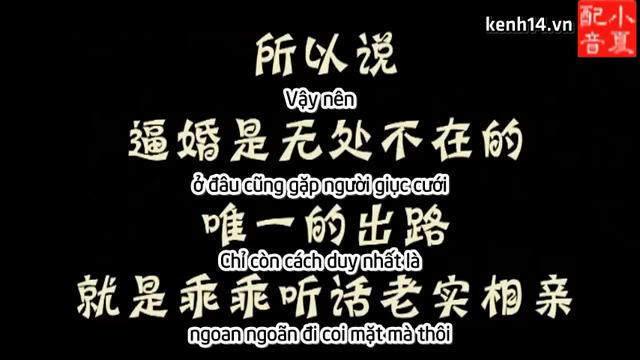 kenh14.vn
小夏
配音
所以说
Vậy nên
逼婚是无处不在的
ở đâu cũng gặp người giục cưới
唯一的出路
Chỉ còn cách duy nhất là
就是乖乖听话老实相亲
ngoan ngoãn đi coi mặt mà thôi